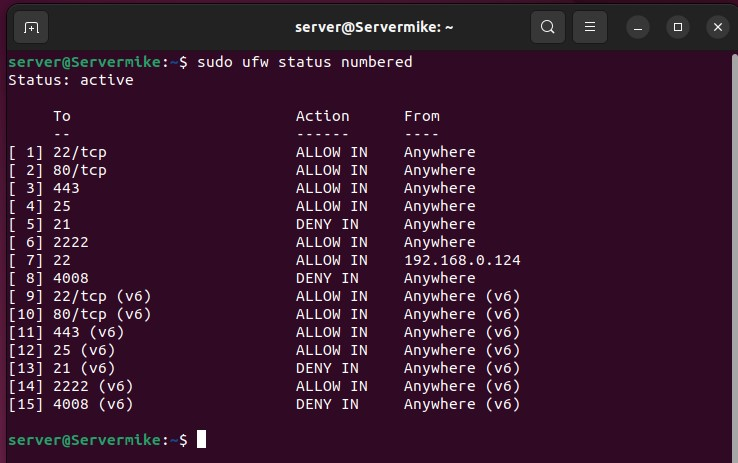 server@Servermike: ~
server@Servermike:~$ sudo ufw status numbered
Status: active
To Action From
-- ------ ----
[ 1] 22/tcp ALLOW IN Anywhere
[ 2] 80/tcp ALLOW IN Anywhere
[ 3] 443 ALLOW IN Anywhere
[ 4] 25 ALLOW IN Anywhere
[ 5] 21 DENY IN Anywhere
[ 6] 2222 ALLOW IN Anywhere
[ 7] 22 ALLOW IN 192.168.0.124
[ 8] 4008 DENY IN Anywhere
[ 9] 22/tcp (v6) ALLOW IN Anywhere (v6)
[10] 80/tcp (v6) ALLOW IN Anywhere (v6)
[11] 443 (v6) ALLOW IN Anywhere (v6)
[12] 25 (v6) ALLOW IN Anywhere (v6)
[13] 21 (v6) DENY IN Anywhere (v6)
[14] 2222 (v6) ALLOW IN Anywhere (v6)
[15] 4008 (v6) DENY IN Anywhere (v6)
server@Servermike:~$